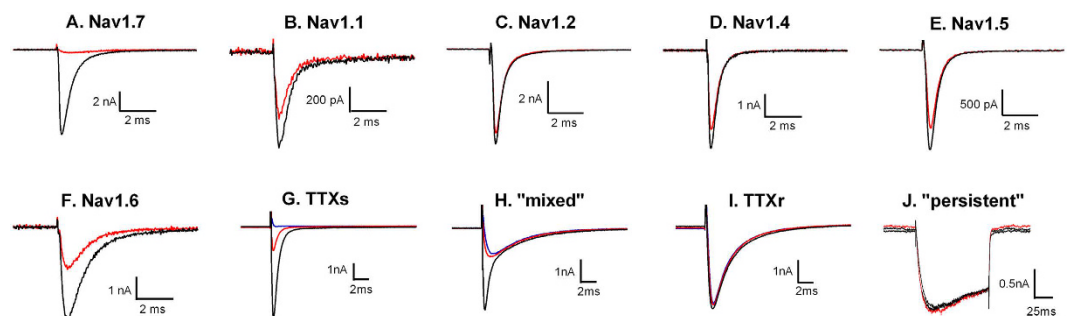 A. Nav1.7
2 nA
2 ms
B. Nav1.1
200 pA
2 ms
C. Nav1.2
2 nA
2 ms
D. Nav1.4
1 nA
2 ms
E. Nav1.5
500 pA
2 ms
F. Nav1.6
1 nA
2 ms
G. TTXs
1nA
2ms
H. "mixed"
1nA
2ms
I. TTXr
1nA
2ms
J. "persistent"
0.5nA
25ms